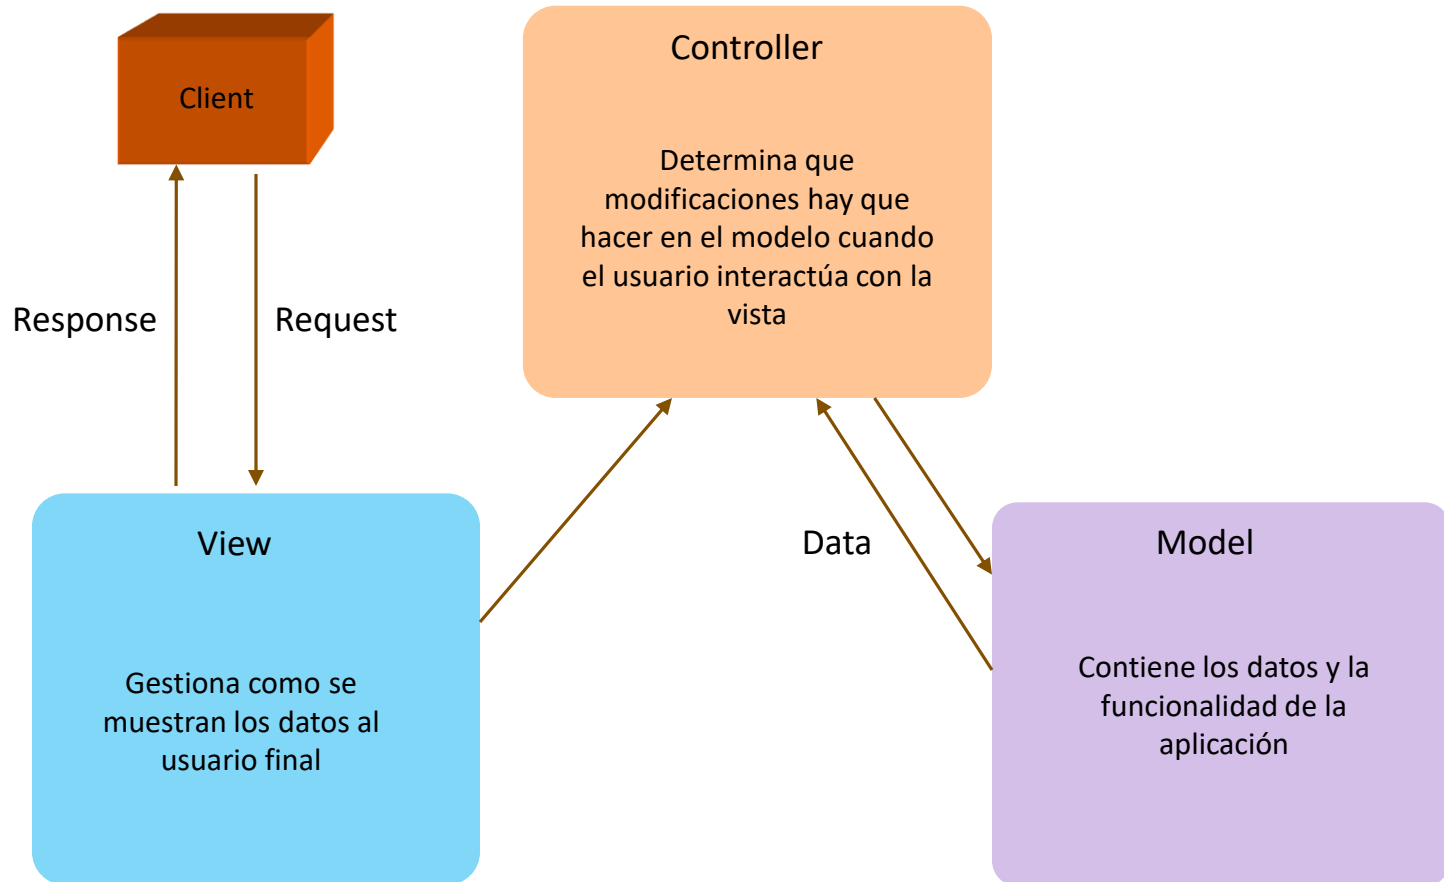 Client
Controller
Determina que
modificaciones hay que
hacer en el modelo cuando
el usuario interactúa con la
vista
Response
Request
View
Gestiona como se
muestran los datos al
usuario final
Data
Model
Contiene los datos y la
funcionalidad de la
aplicación